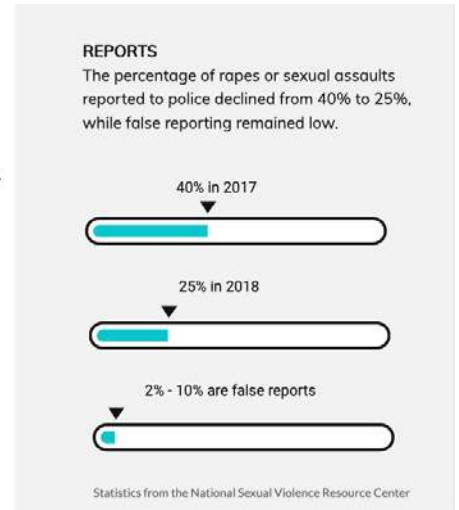 REPORTS
The percentage of rapes or sexual assaults
reported to police declined from 40% to 25%,
while false reporting remained low.
40% in 2017
25% in 2018
2% - 10% are false reports
Statistics from the National Sexual Violence Resource Center